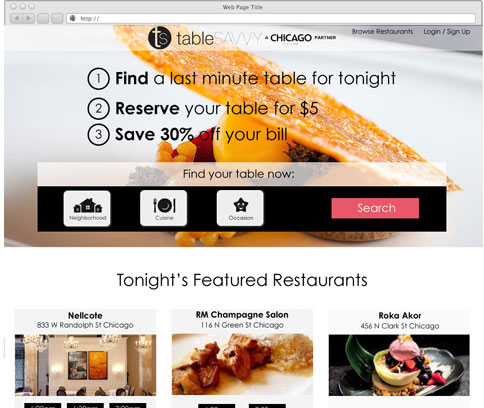 Web Page Title
http://
ts tableSAVVY A CHICAGO PARTNER
Browse Restaurants Login / Sign Up
1 Find a last minute table for tonight
2 Reserve your table for $5
3 Save 30% off your bill
Find your table now:
Neighborhood Cuisine Occasion Search
Tonight's Featured Restaurants
Nellcote
833 W Randolph St Chicago
RM Champagne Salon
116 N Green St Chicago
Roka Akor
456 N Clark St Chicago